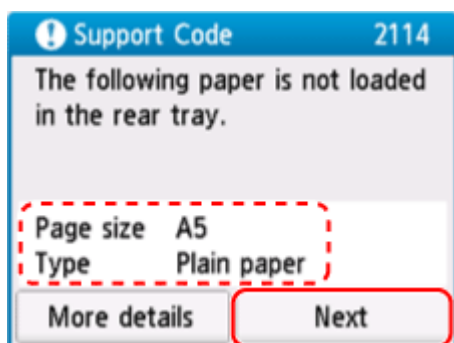 Support Code 2114
The following paper is not loaded
in the rear tray.
Page size A5
Type Plain paper
More details Next